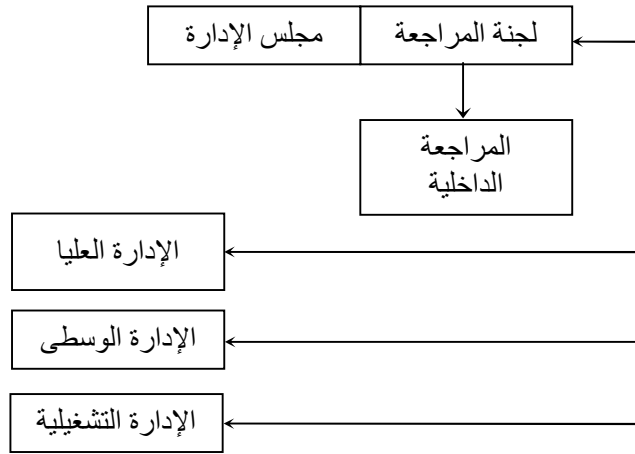 لجنة المراجعة
مجلس الإدارة
المراجعة
الداخلية
الإدارة العليا
الإدارة الوسطى
الإدارة التشغيلية